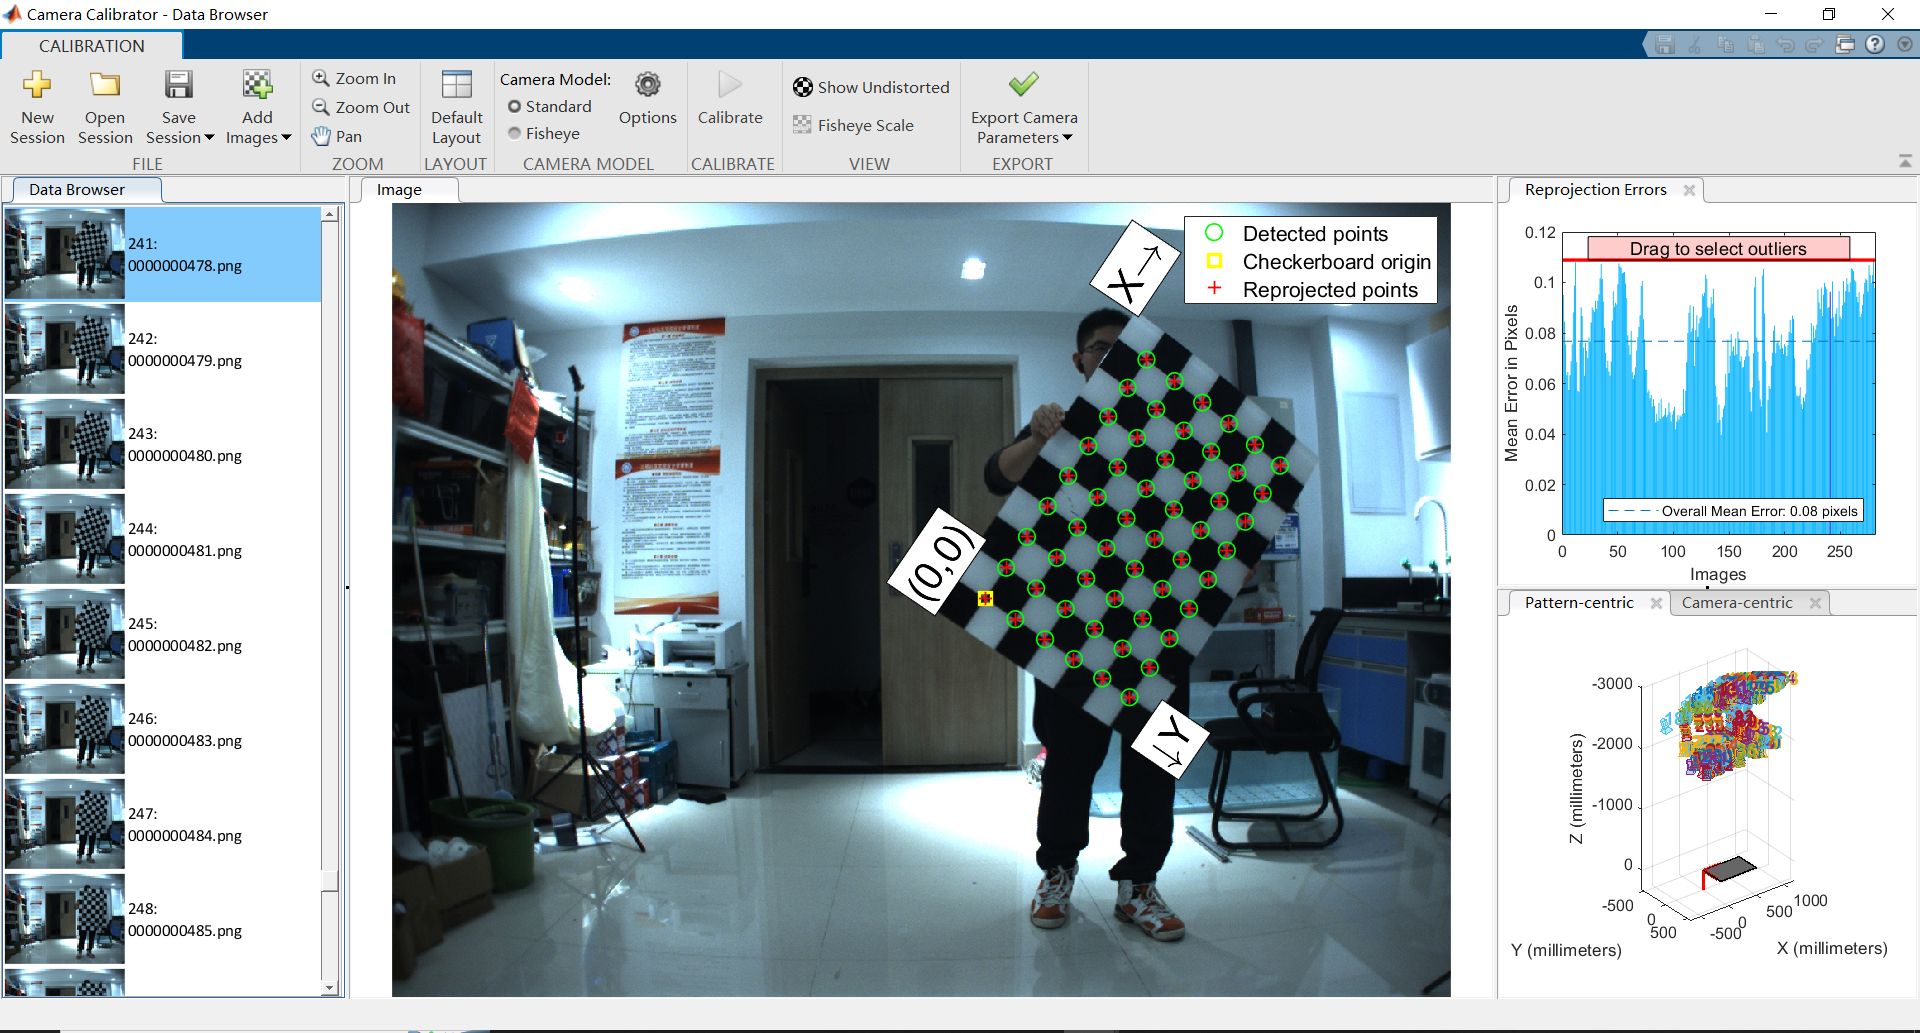 Camera Calibrator - Data Browser
CALIBRATION
New Session
Open Session
Save Session
Add Images
FILE
Zoom In
Zoom Out
Pan
ZOOM
Default Layout
LAYOUT
Camera Model:
Standard
Fisheye
Options
CAMERA MODEL
Calibrate
CALIBRATE
Show Undistorted
Fisheye Scale
VIEW
Export Camera Parameters
EXPORT
Data Browser
241:
0000000478.png
242:
0000000479.png
243:
0000000480.png
244:
0000000481.png
245:
0000000482.png
246:
0000000483.png
247:
0000000484.png
248:
0000000485.png
Image
Detected points
Checkerboard origin
Reprojected points
X→
(0,0)
→Y
Reprojection Errors
Drag to select outliers
Mean Error in Pixels
0.12
0.1
0.08
0.06
0.04
0.02
0
Overall Mean Error: 0.08 pixels
0 50 100 150 200 250
Images
Pattern-centric
Camera-centric
Z (millimeters)
-3000
-2000
-1000
0
-500
0
500
-500
0
500
1000
Y (millimeters)
X (millimeters)